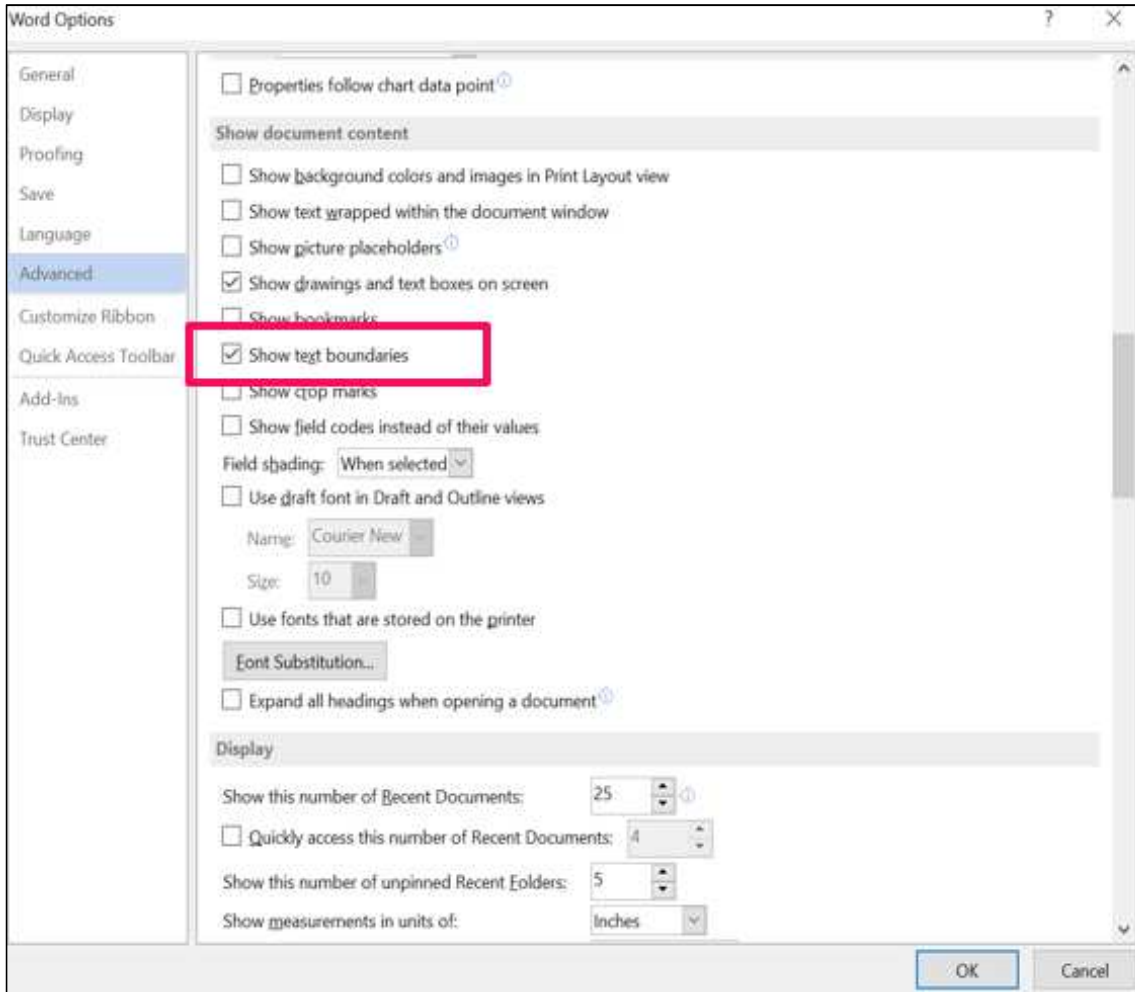 Word Options
General
Display
Proofing
Save
Language
Advanced
Customize Ribbon
Quick Access Toolbar
Add-Ins
Trust Center
Properties follow chart data point
Show document content
Show background colors and images in Print Layout view
Show text wrapped within the document window
Show picture placeholders
Show drawings and text boxes on screen
Show bookmarks
Show text boundaries
Show crop marks
Show field codes instead of their values
Field shading: When selected
Use draft font in Draft and Outline views
Name: Courier New
Size: 10
Use fonts that are stored on the printer
Font Substitution...
Expand all headings when opening a document
Display
Show this number of Recent Documents: 25
Quickly access this number of Recent Documents: 4
Show this number of unpinned Recent Folders: 5
Show measurements in units of: Inches
OK Cancel